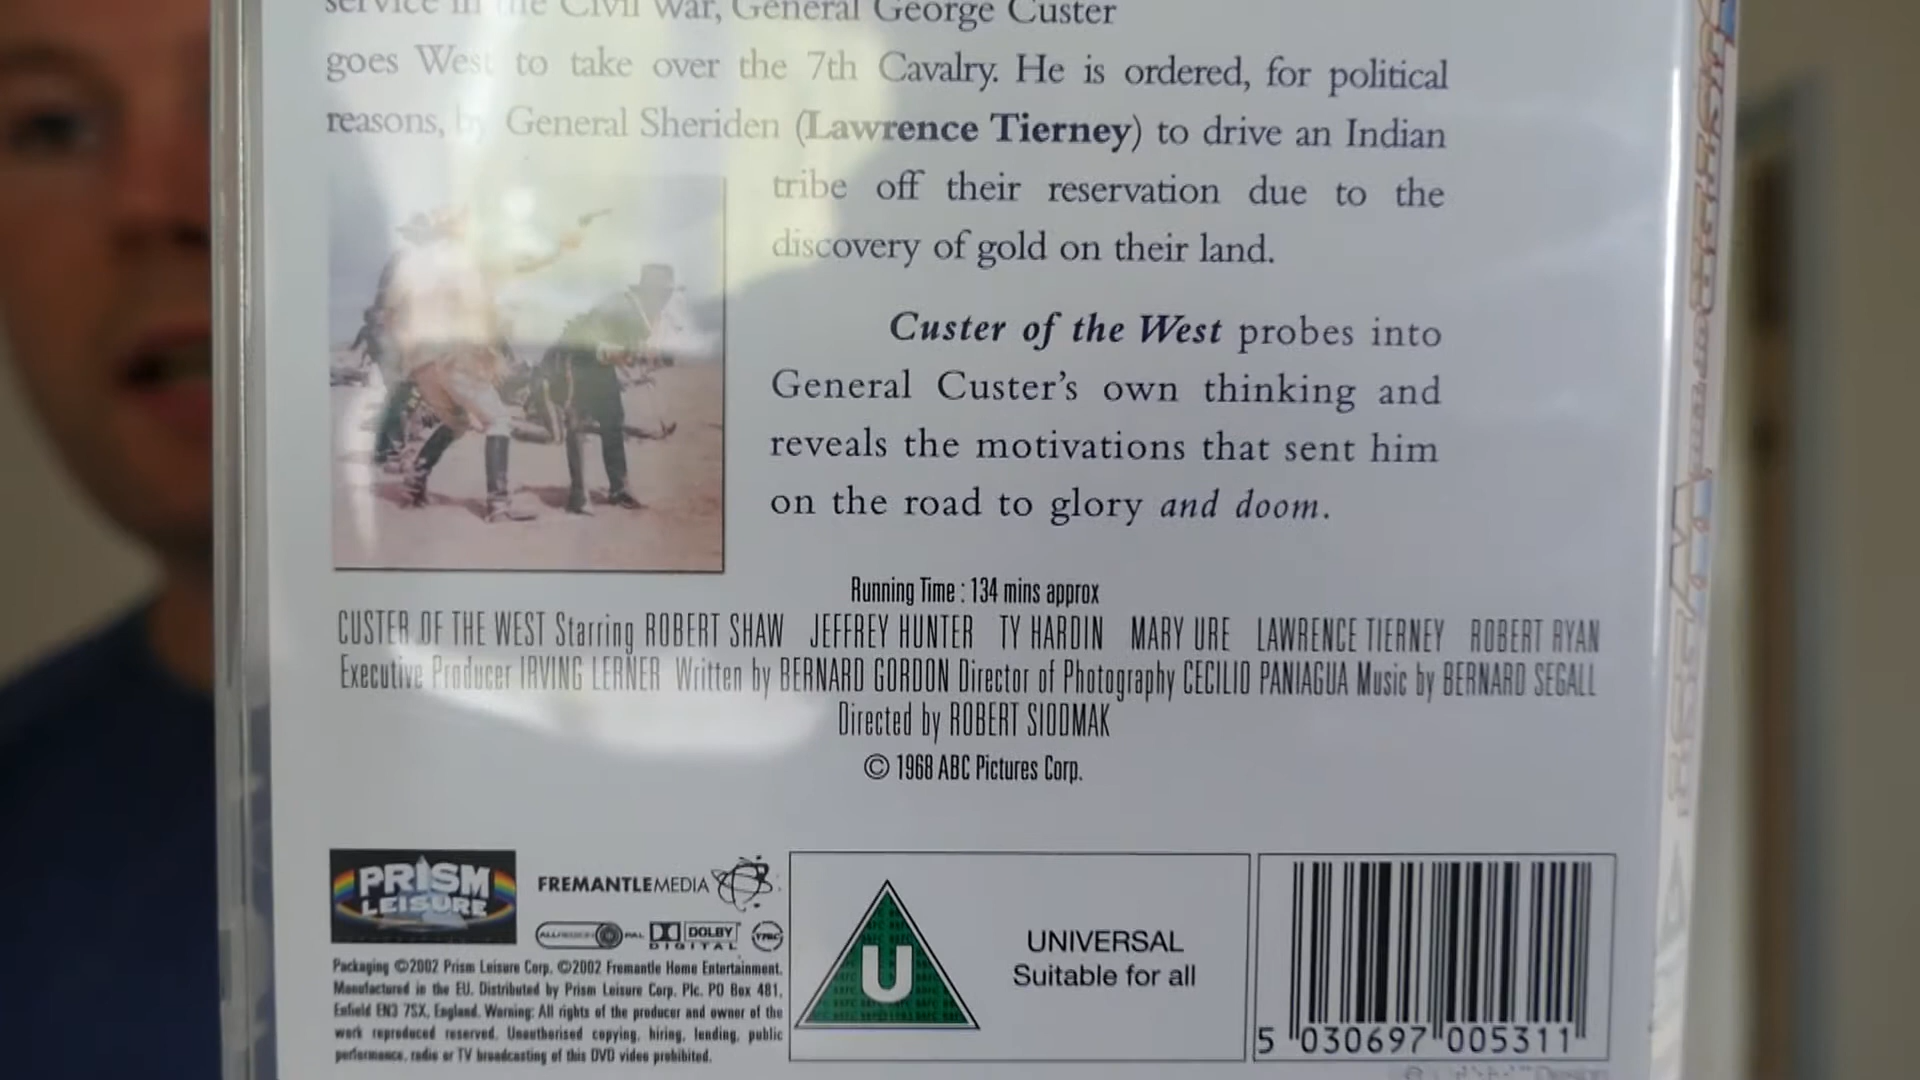 service in the Civil War, General George Custer
goes West to take over the 7th Cavalry. He is ordered, for political
reasons, by General Sheriden (Lawrence Tierney) to drive an Indian
tribe off their reservation due to the
discovery of gold on their land.
Custer of the West probes into
General Custer's own thinking and
reveals the motivations that sent him
on the road to glory and doom.
Running Time : 134 mins approx
CUSTER OF THE WEST Starring ROBERT SHAW JEFFREY HUNTER TY HARDIN MARY URE LAWRENCE TIERNEY ROBERT RYAN
Executive Producer IRVING LERNER Written by BERNARD GORDON Director of Photography CECILIO PANIAGUA Music by BERNARD SEGALL
Directed by ROBERT SIODMAK
© 1968 ABC Pictures Corp.
PRISM
LEISURE
FREMANTLEMEDIA
PAL
DOLBY
DIGITAL
Packaging ©2002 Prism Leisure Corp. ©2002 Fremantle Home Entertainment.
Manufactured in the EU. Distributed by Prism Leisure Corp. Plc. PO Box 481,
Enfield EN3 7SX, England. Warning: All rights of the producer and owner of the
work reproduced reserved. Unauthorised copying, hiring, lending, public
performance, radio or TV broadcasting of this DVD video prohibited.
U
UNIVERSAL
Suitable for all
5 030697 005311